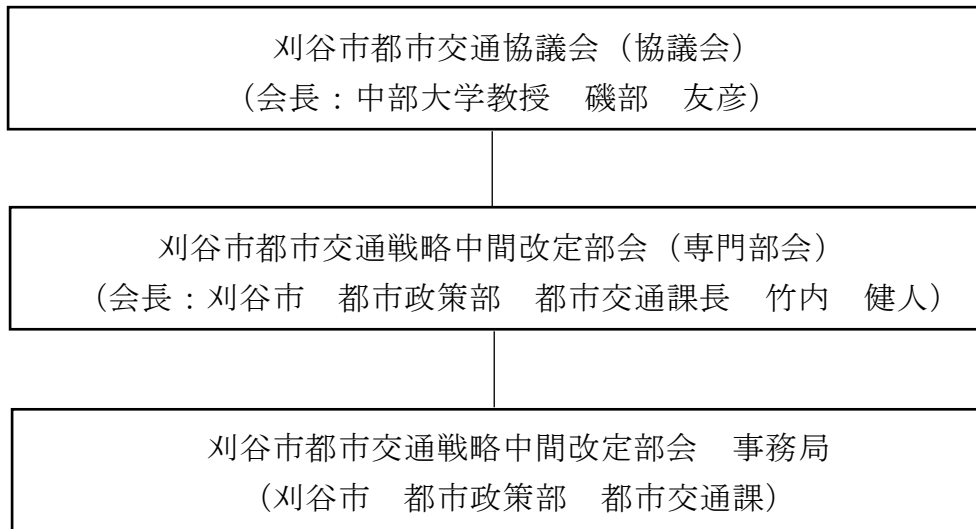 刈谷市都市交通協議会（協議会）
（会長：中部大学教授　磯部　友彦）
刈谷市都市交通戦略中間改定部会（専門部会）
（会長：刈谷市　都市政策部　都市交通課長　竹内　健人）
刈谷市都市交通戦略中間改定部会　事務局
（刈谷市　都市政策部　都市交通課）